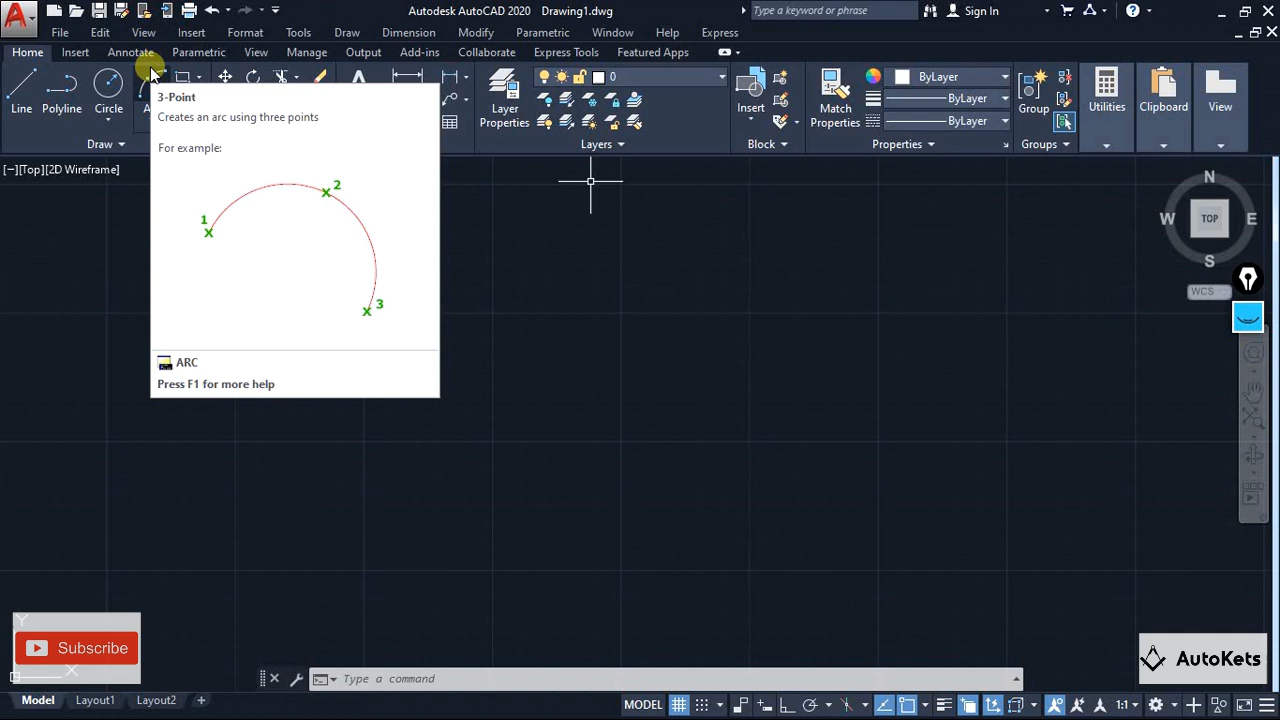 Autodesk AutoCAD 2020 Drawing1.dwg
Type a keyword or phrase
Sign In
File Edit View Insert Format Tools Draw Dimension Modify Parametric Window Help Express
Home Insert Annotate Parametric View Manage Output Add-ins Collaborate Express Tools Featured Apps
Line Polyline Circle
Layer
Properties
0
Insert
Match
Properties
ByLayer
ByLayer
ByLayer
Group
Utilities
Clipboard
View
Draw
Layers
Block
Properties
Groups
3-Point
Creates an arc using three points
For example:
1
2
3
ARC
Press F1 for more help
[−][Top][2D Wireframe]
N
W
TOP
E
S
WCS
Y
Subscribe
X
AutoKets
Type a command
Model Layout1 Layout2
MODEL
1:1